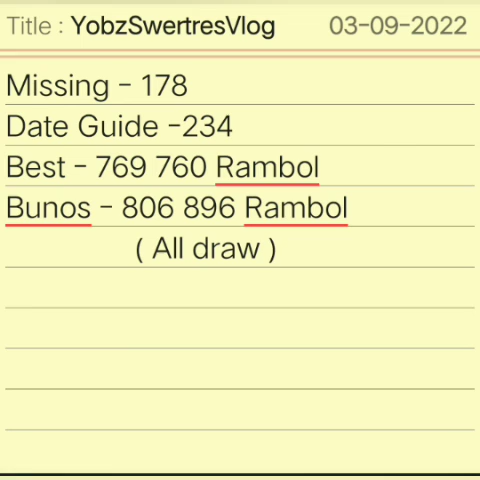 Title : YobzSwertresVlog 03-09-2022
Missing - 178
Date Guide -234
Best - 769 760 Rambol
Bunos - 806 896 Rambol
( All draw )